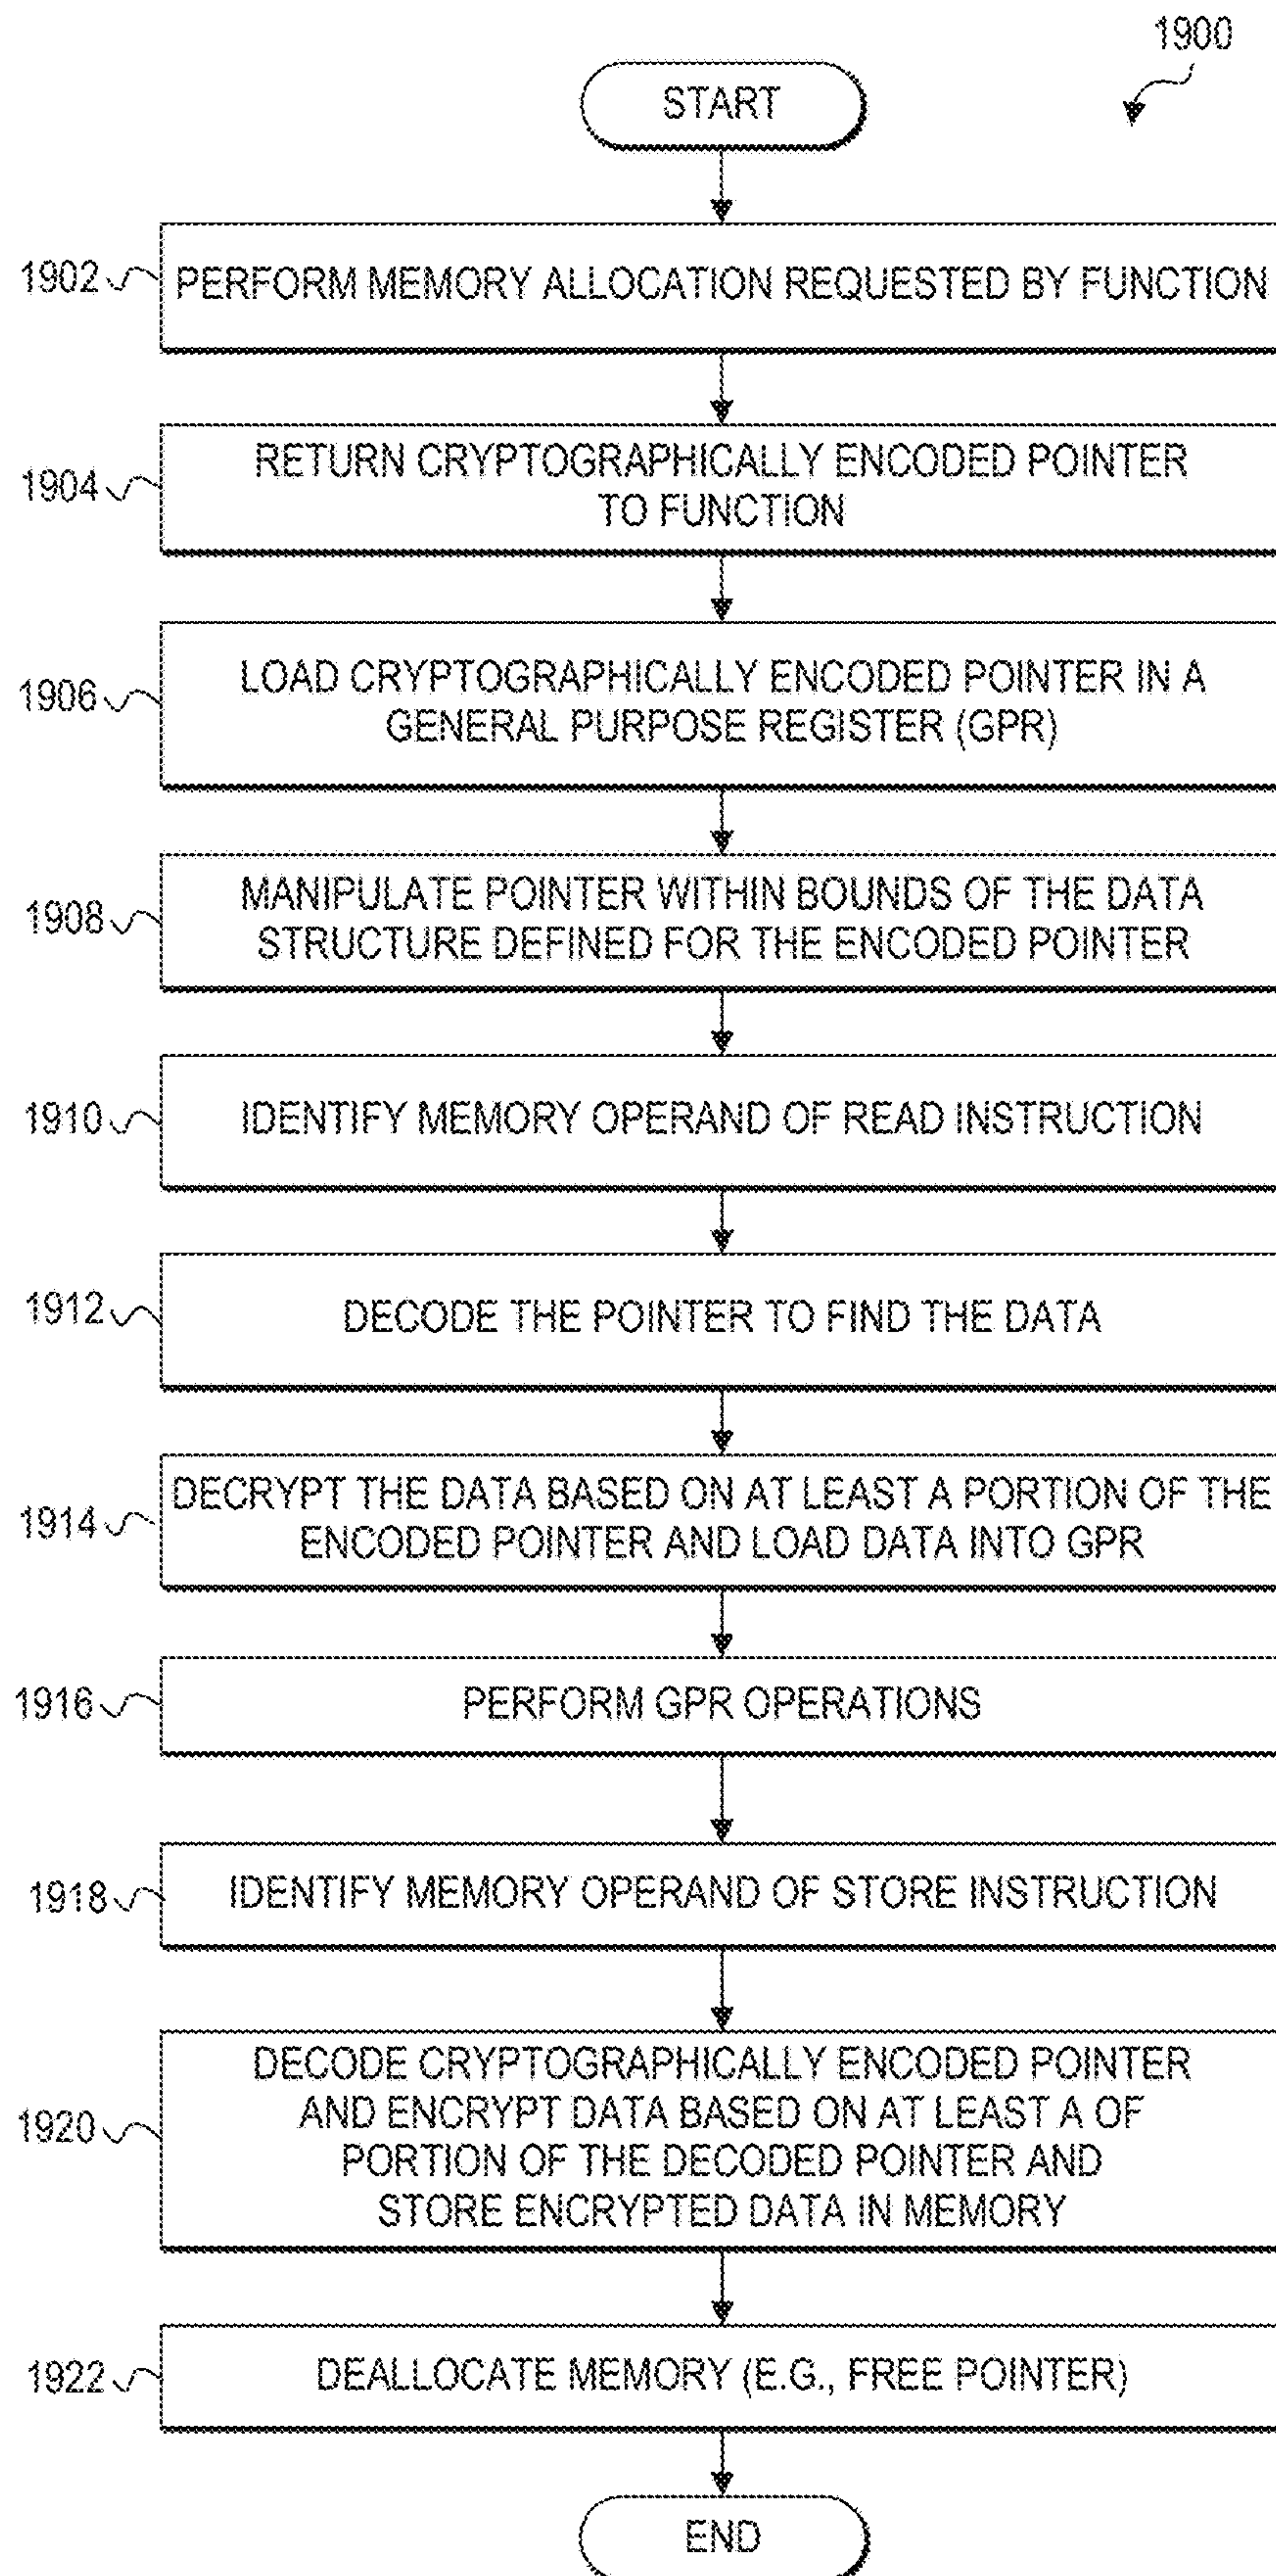 1900
START
1902
PERFORM MEMORY ALLOCATION REQUESTED BY FUNCTION
1904
RETURN CRYPTOGRAPHICALLY ENCODED POINTER
TO FUNCTION
1906
LOAD CRYPTOGRAPHICALLY ENCODED POINTER IN A
GENERAL PURPOSE REGISTER (GPR)
1908
MANIPULATE POINTER WITHIN BOUNDS OF THE DATA
STRUCTURE DEFINED FOR THE ENCODED POINTER
1910
IDENTIFY MEMORY OPERAND OF READ INSTRUCTION
1912
DECODE THE POINTER TO FIND THE DATA
1914
DECRYPT THE DATA BASED ON AT LEAST A PORTION OF THE
ENCODED POINTER AND LOAD DATA INTO GPR
1916
PERFORM GPR OPERATIONS
1918
IDENTIFY MEMORY OPERAND OF STORE INSTRUCTION
1920
DECODE CRYPTOGRAPHICALLY ENCODED POINTER
AND ENCRYPT DATA BASED ON AT LEAST A OF
PORTION OF THE DECODED POINTER AND
STORE ENCRYPTED DATA IN MEMORY
1922
DEALLOCATE MEMORY (E.G., FREE POINTER)
END